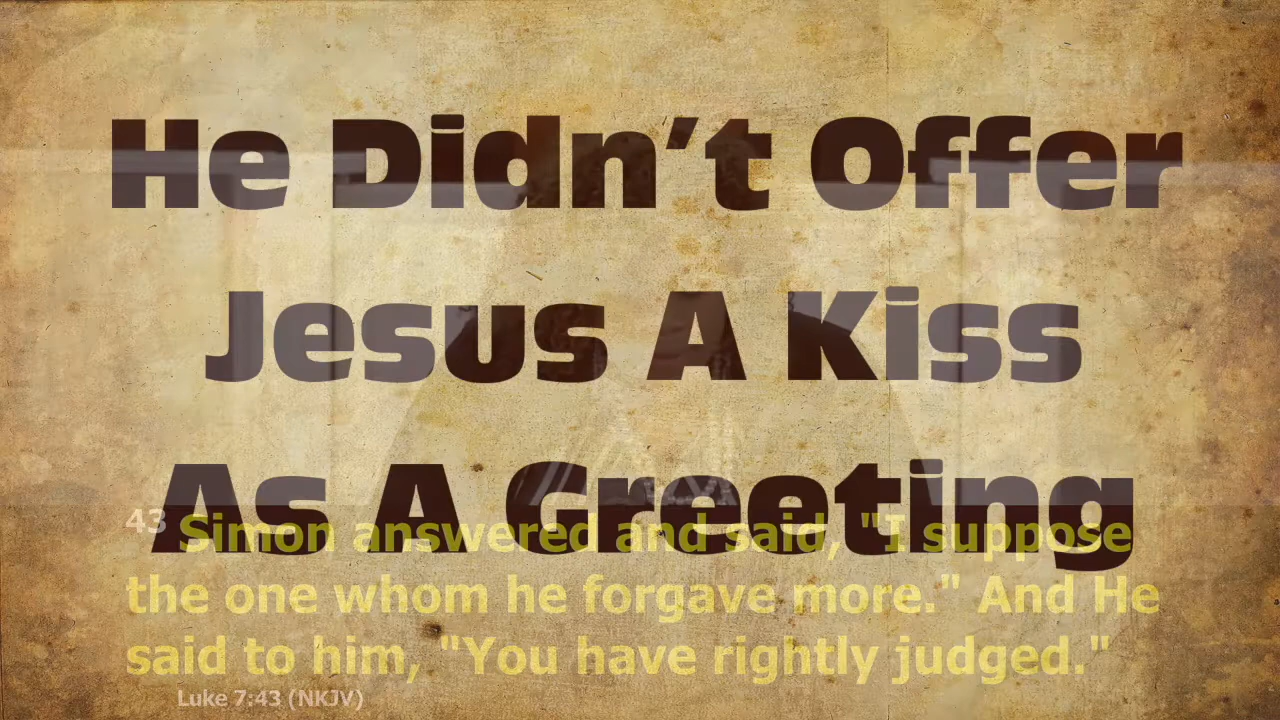 He Didn’t Offer
Jesus A Kiss
As A Greeting
43 Simon answered and said, "I suppose
the one whom he forgave more." And He
said to him, "You have rightly judged."
Luke 7:43 (NKJV)